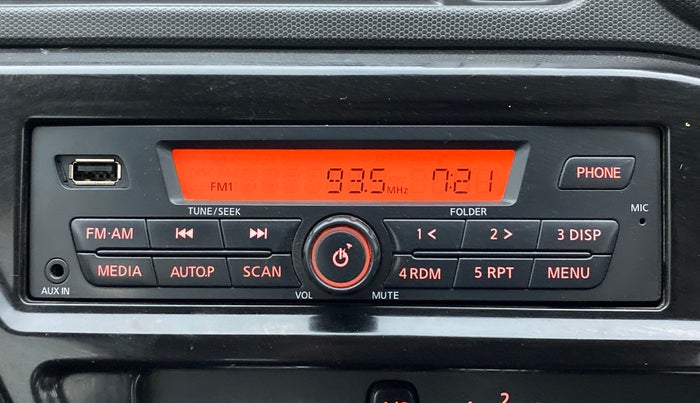 FM1 93.5 MHz 7:21
PHONE
TUNE/SEEK
FOLDER
MIC
FM·AM
1 <
2 >
3 DISP
MEDIA
AUTO.P
SCAN
4 RDM
5 RPT
MENU
AUX IN
VOL
MUTE
2